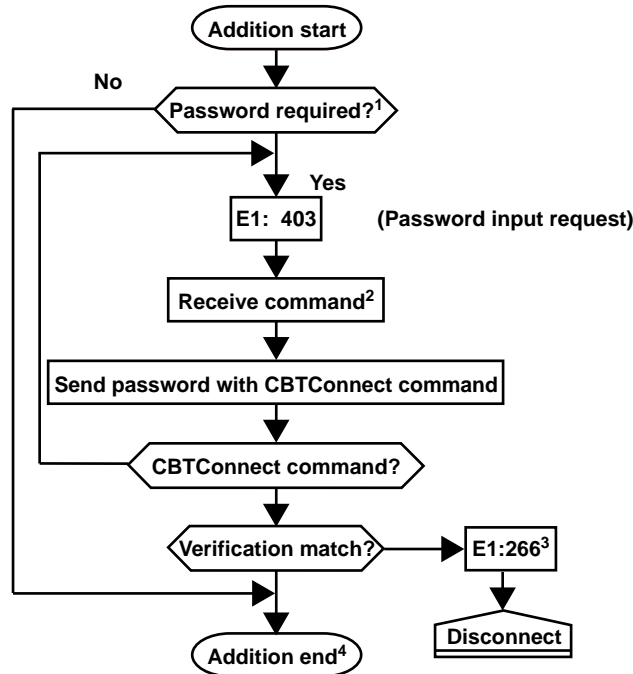 Addition start
No
Password required?1
Yes
E1: 403
(Password input request)
Receive command2
Send password with CBTConnect command
CBTConnect command?
Verification match?
E1:2663
Disconnect
Addition end4